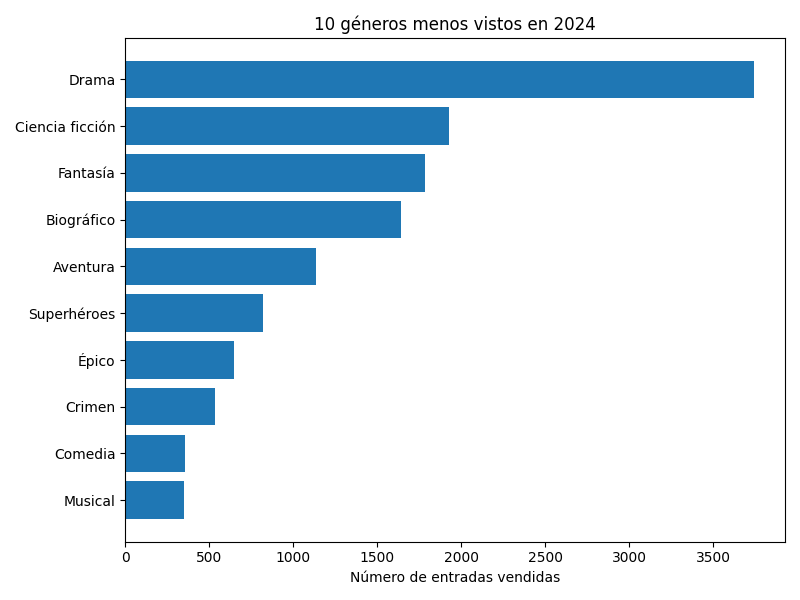 10 géneros menos vistos en 2024
Drama
Ciencia ficción
Fantasía
Biográfico
Aventura
Superhéroes
Épico
Crimen
Comedia
Musical
0 500 1000 1500 2000 2500 3000 3500
Número de entradas vendidas